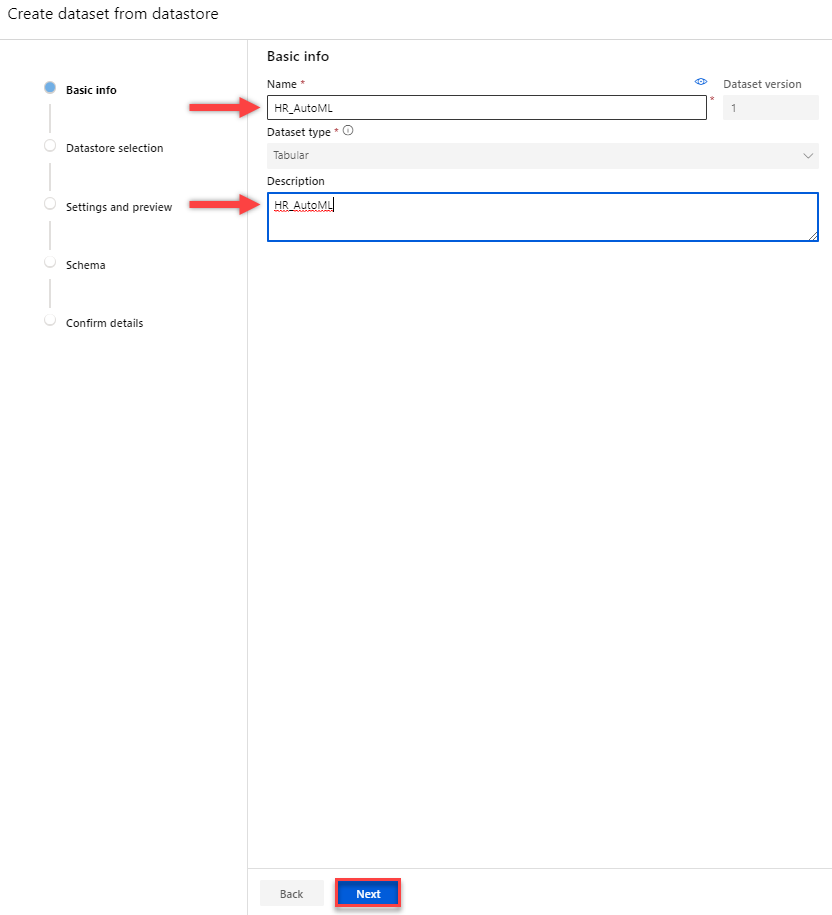 Create dataset from datastore
Basic info
Datastore selection
Settings and preview
Schema
Confirm details
Basic info
Name *
Dataset version
HR_AutoML
*
1
Dataset type *
Tabular
Description
HR_AutoML
Back
Next